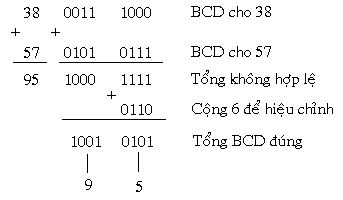 38 0011 1000 BCD cho 38
+ +
57 0101 0111 BCD cho 57
95 1000 1111 Tổng không hợp lệ
+
0110 Cộng 6 để hiệu chỉnh
1001 0101 Tổng BCD đúng
9 5